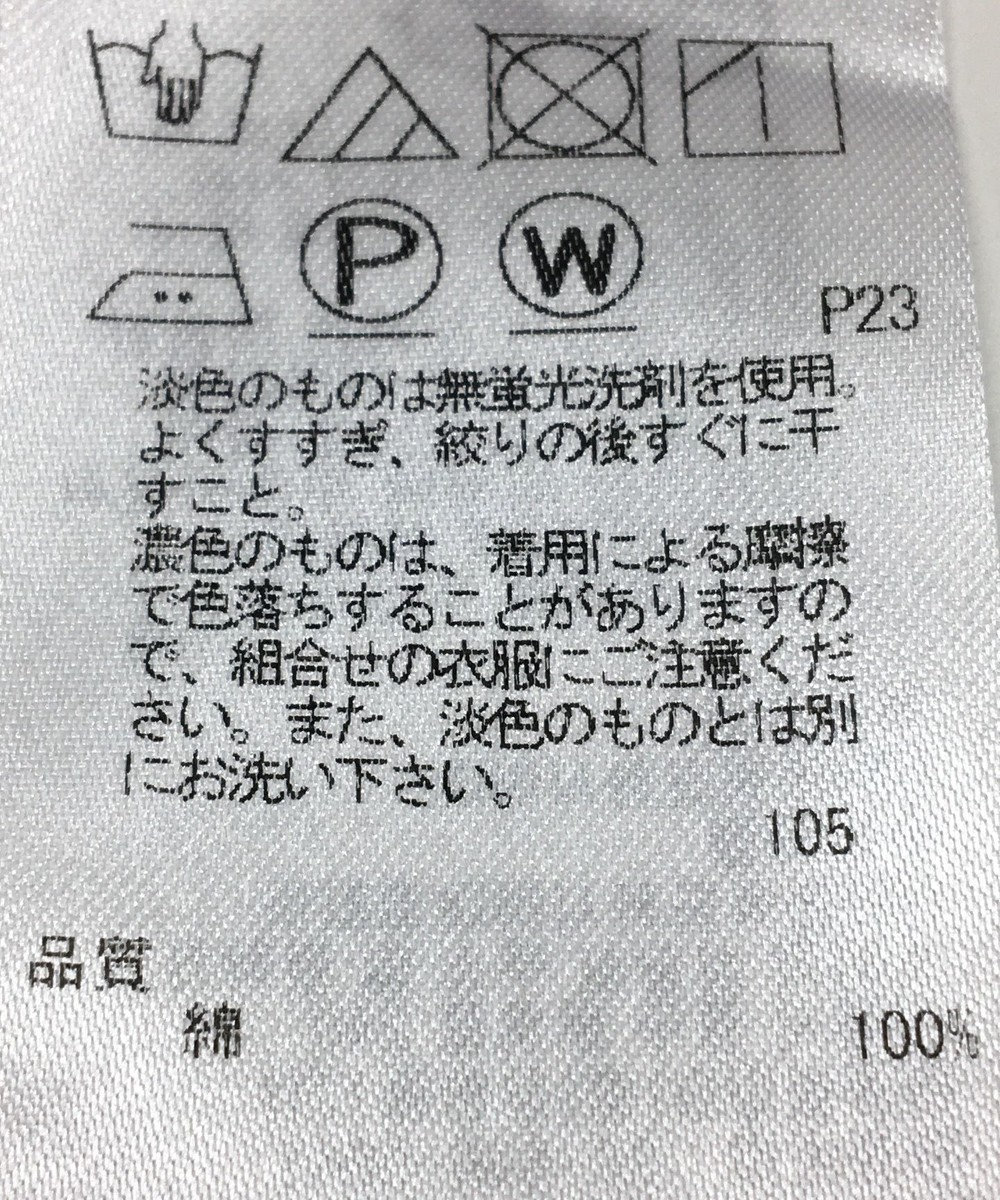 P W P23
淡色のものは無蛍光洗剤を使用。
よくすすぎ、絞りの後すぐに干
すこと。
濃色のものは、着用による摩擦
で色落ちすることがありますの
で、組合せの衣服にご注意くだ
さい。また、淡色のものとは別
にお洗い下さい。
105
品質
綿 100%